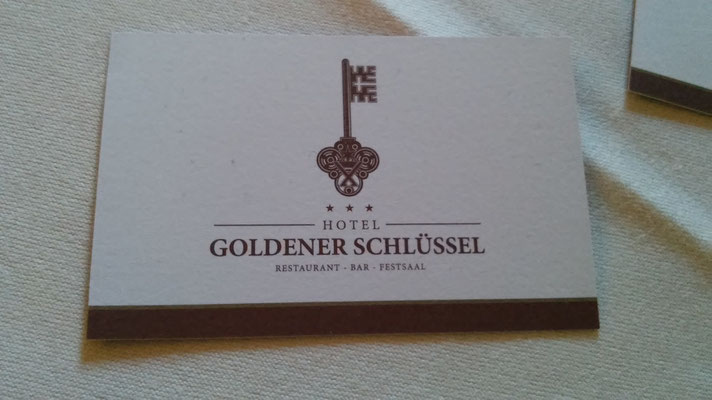 ★ ★ ★
HOTEL
GOLDENER SCHLÜSSEL
RESTAURANT - BAR - FESTSAAL